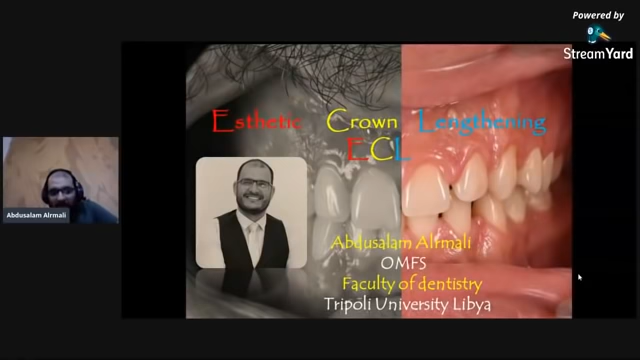 Powered by
StreamYard
Esthetic Crown Lengthening
ECL
Abdusalam Alrmali
Abdusalam Alrmali
OMFS
Faculty of dentistry
Tripoli University Libya